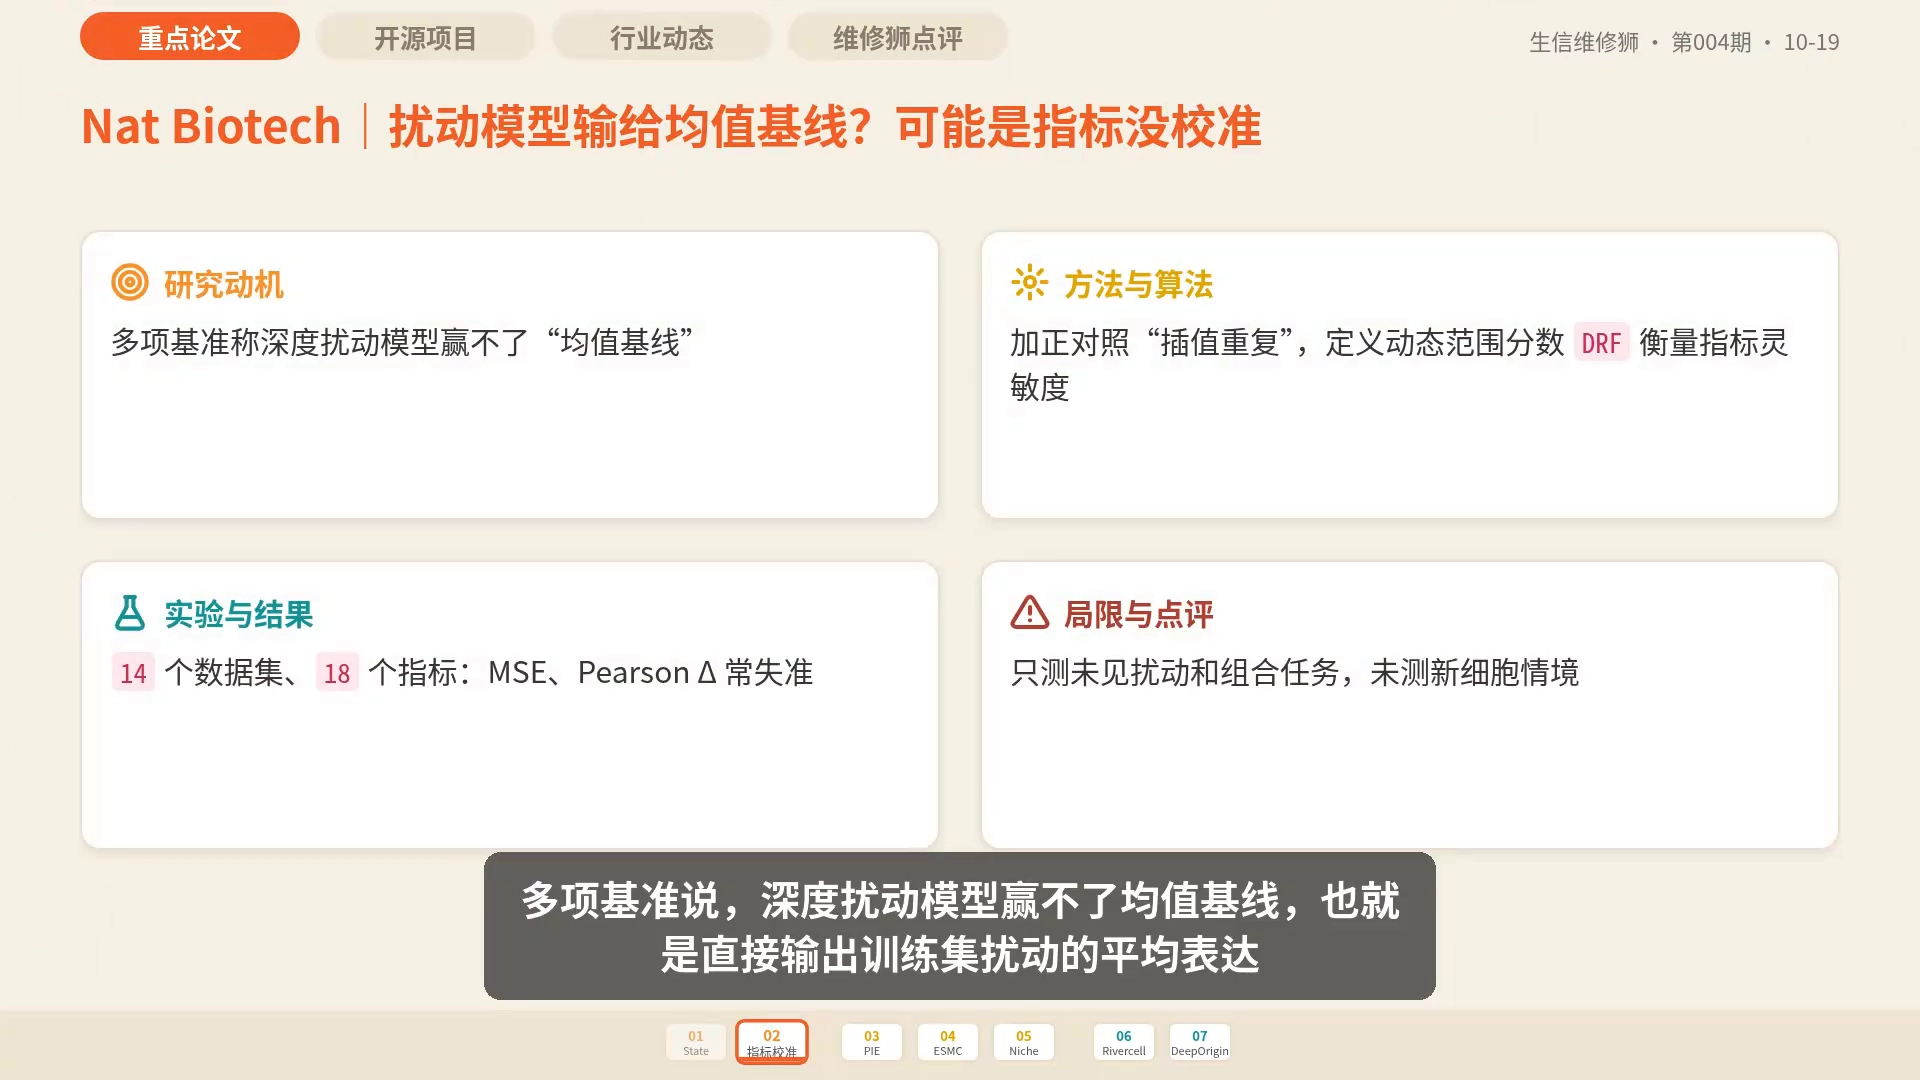 重点论文
开源项目
行业动态
维修狮点评
生信维修狮 • 第004期 • 10-19
Nat Biotech｜扰动模型输给均值基线？可能是指标没校准
研究动机
多项基准称深度扰动模型赢不了“均值基线”
方法与算法
加正对照“插值重复”，定义动态范围分数 DRF 衡量指标灵
敏度
实验与结果
14 个数据集、18 个指标：MSE、Pearson Δ 常失准
局限与点评
只测未见扰动和组合任务，未测新细胞情境
多项基准说，深度扰动模型赢不了均值基线，也就
是直接输出训练集扰动的平均表达
01
State
02
指标校准
03
PIE
04
ESMC
05
Niche
06
Rivercell
07
DeepOrigin